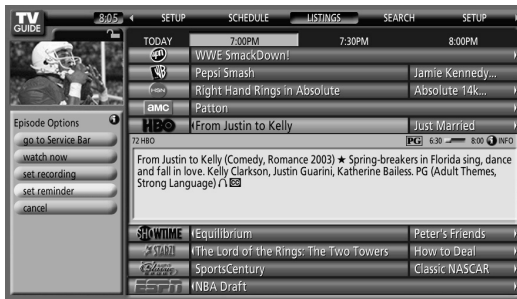 TV GUIDE 8:05 SETUP SCHEDULE LISTINGS SEARCH SETUP
TODAY 7:00PM 7:30PM 8:00PM
upn WWE SmackDown!
WB Pepsi Smash Jamie Kennedy...
HSN Right Hand Rings in Absolute Absolute 14k...
amc Patton
HBO From Justin to Kelly Just Married
72 HBO PG 6:30 8:00 INFO
From Justin to Kelly (Comedy, Romance 2003) ★ Spring-breakers in Florida sing, dance
and fall in love. Kelly Clarkson, Justin Guarini, Katherine Bailess. PG (Adult Themes,
Strong Language)
Episode Options
go to Service Bar
watch now
set recording
set reminder
cancel
SHOWTIME Equilibrium Peter's Friends
STARZ! The Lord of the Rings: The Two Towers How to Deal
Classic SportsCentury Classic NASCAR
ESPN NBA Draft